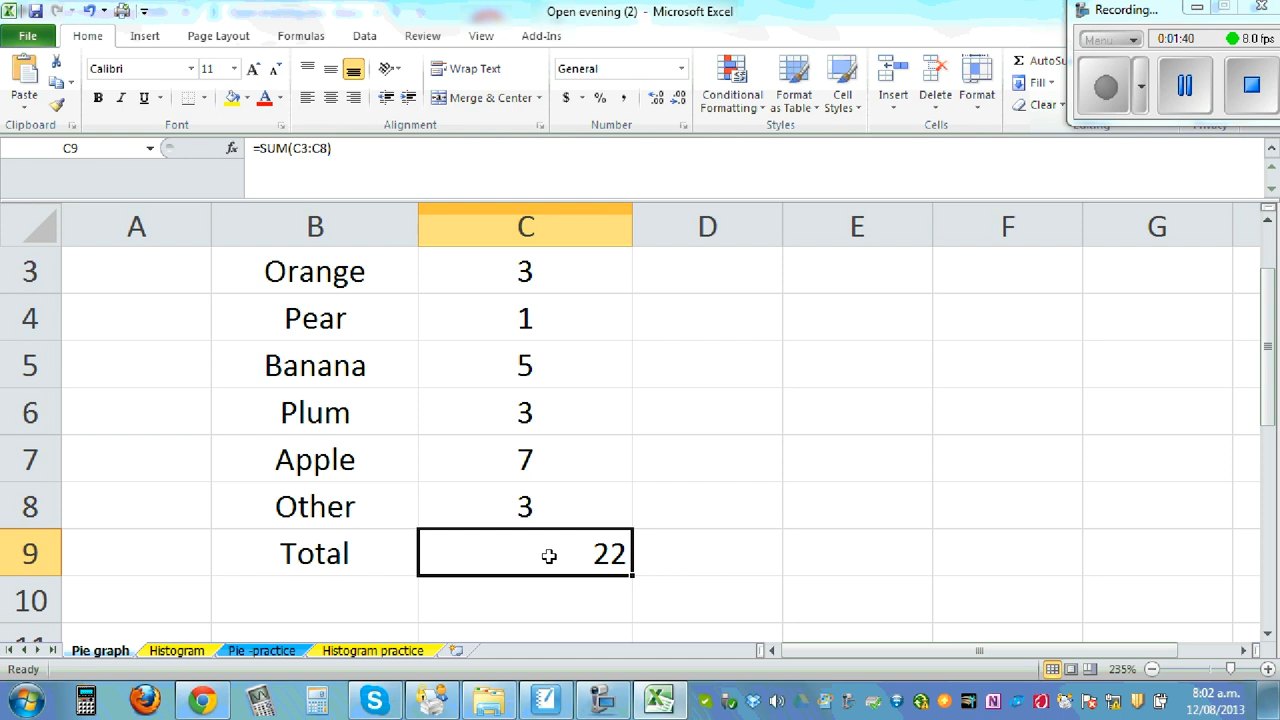 Open evening (2) - Microsoft Excel
Recording...
File Home Insert Page Layout Formulas Data Review View Add-Ins
Menu 0:01:40 8.0 fps
Paste
Calibri 11
B I U
Wrap Text
Merge & Center
General
$ % ,
Conditional Formatting
Format as Table
Cell Styles
Insert Delete Format
Σ AutoSu
Fill
Clear
Clipboard Font Alignment Number Styles Cells
C9 fx =SUM(C3:C8)
A B C D E F G
3 Orange 3
4 Pear 1
5 Banana 5
6 Plum 3
7 Apple 7
8 Other 3
9 Total 22
10
Pie graph Histogram Pie -practice Histogram practice
Ready 235%
8:02 a.m.
12/08/2013